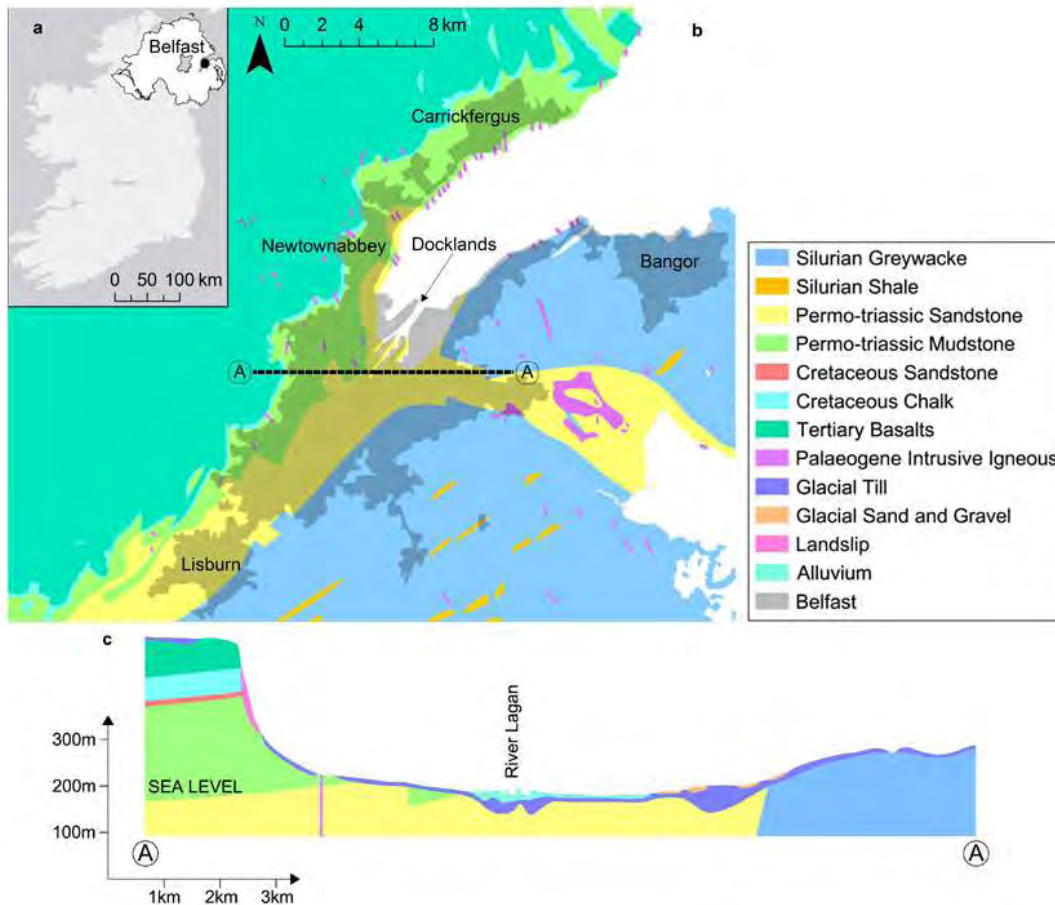 a
Belfast
0 50 100 km
N
0 2 4 8 km
b
Carrickfergus
Newtownabbey
Docklands
Bangor
A
A
Lisburn
Silurian Greywacke
Silurian Shale
Permo-triassic Sandstone
Permo-triassic Mudstone
Cretaceous Sandstone
Cretaceous Chalk
Tertiary Basalts
Palaeogene Intrusive Igneous
Glacial Till
Glacial Sand and Gravel
Landslip
Alluvium
Belfast
c
River Lagan
300m
SEA LEVEL
200m
100m
A
A
1km 2km 3km